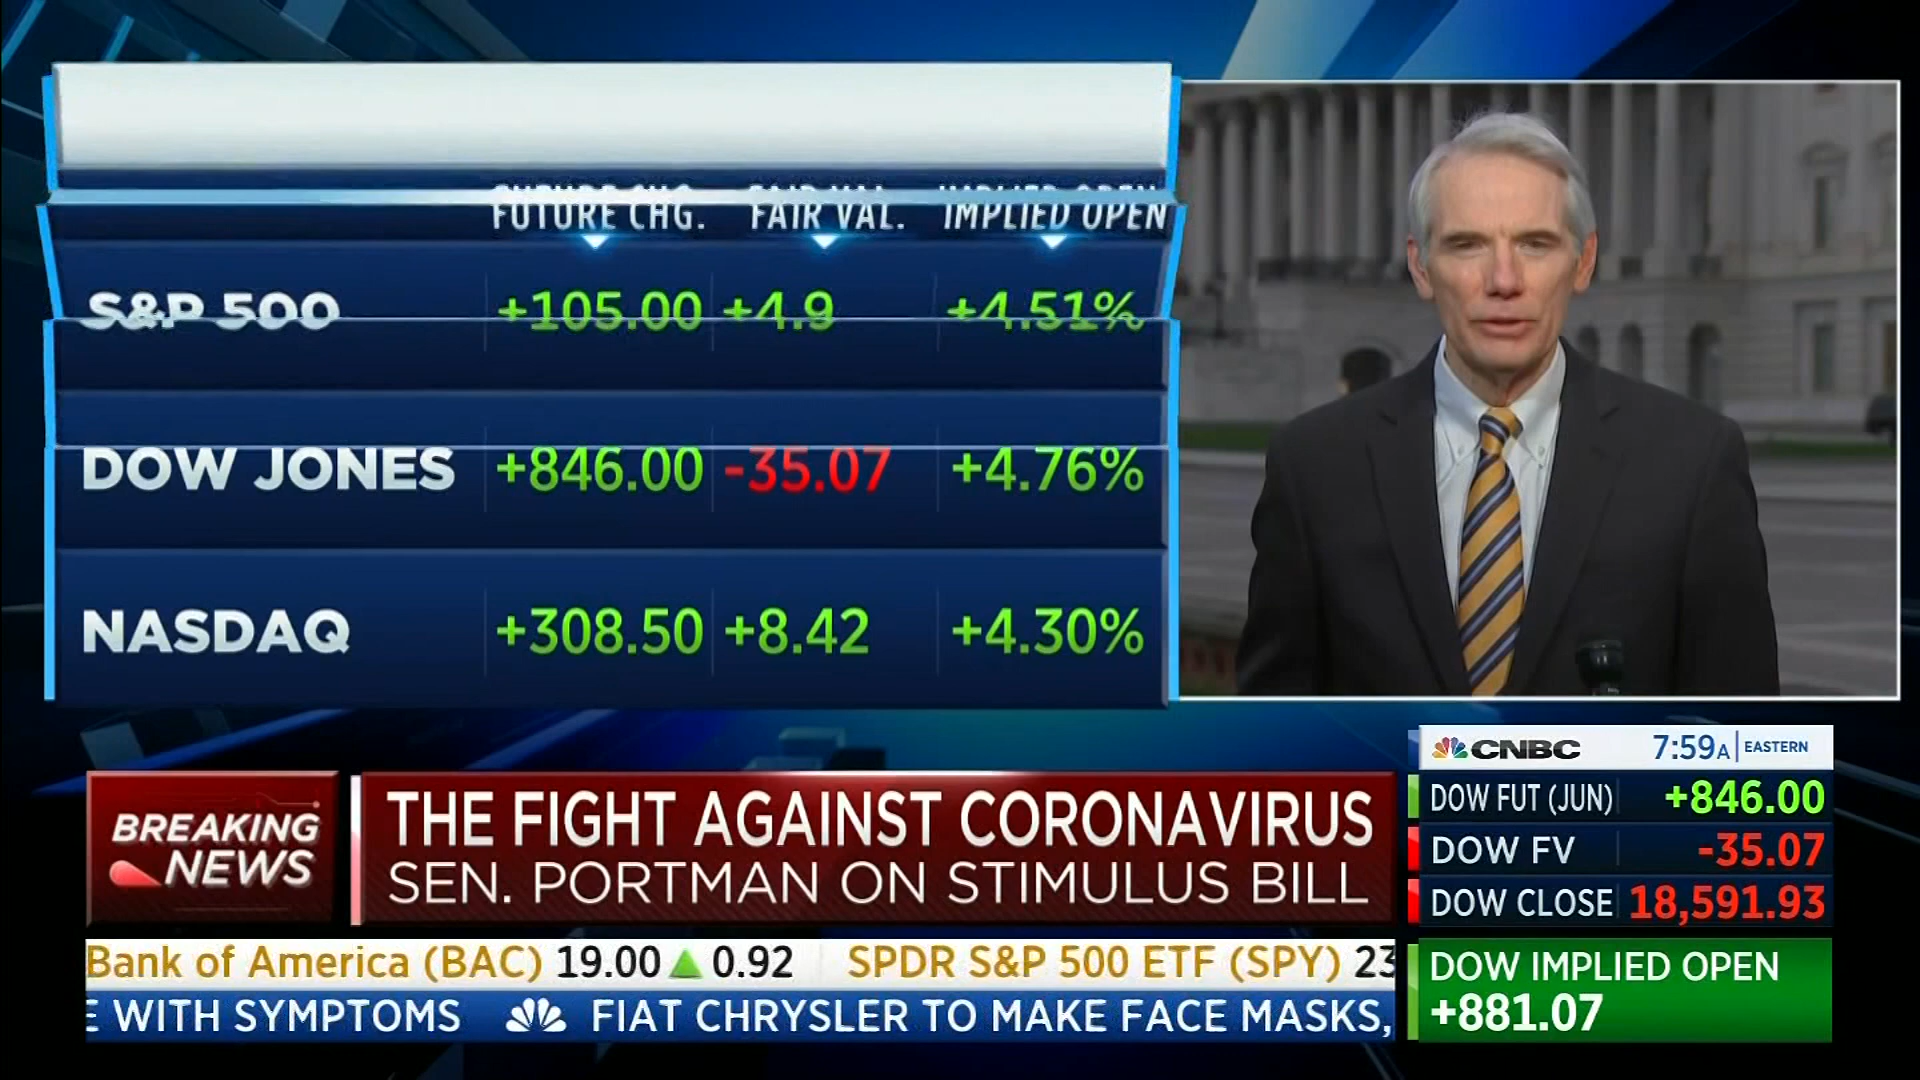 FUTURE CHG. FAIR VAL. IMPLIED OPEN
S&P 500 +105.00 +4.9 +4.51%
DOW JONES +846.00 -35.07 +4.76%
NASDAQ +308.50 +8.42 +4.30%
CNBC 7:59A EASTERN
DOW FUT (JUN) +846.00
DOW FV -35.07
DOW CLOSE 18,591.93
DOW IMPLIED OPEN
+881.07
BREAKING
NEWS
THE FIGHT AGAINST CORONAVIRUS
SEN. PORTMAN ON STIMULUS BILL
Bank of America (BAC) 19.00 ▲ 0.92 SPDR S&P 500 ETF (SPY) 23
E WITH SYMPTOMS FIAT CHRYSLER TO MAKE FACE MASKS,